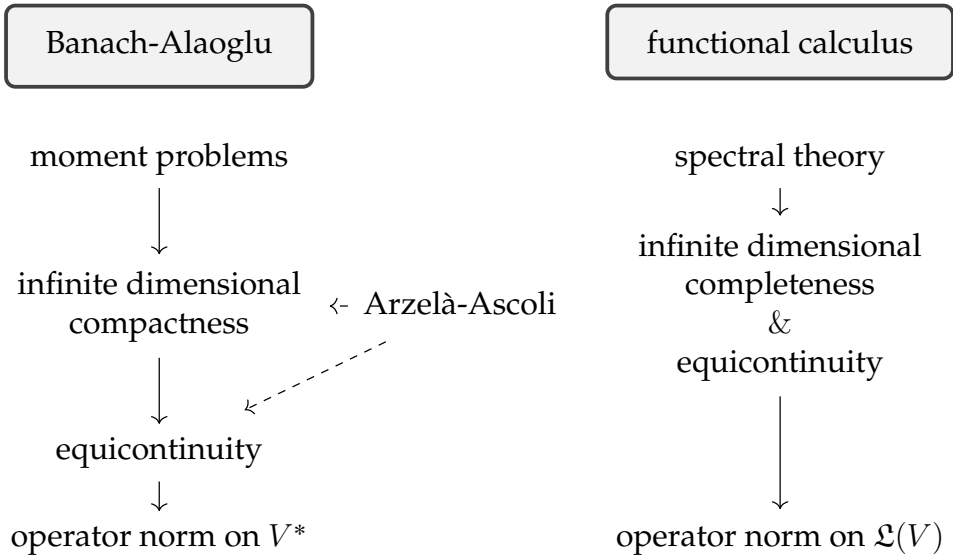 Banach-Alaoglu
functional calculus
moment problems
spectral theory
infinite dimensional
compactness
Arzelà-Ascoli
infinite dimensional
completeness
&
equicontinuity
equicontinuity
operator norm on V*
operator norm on 𝔏(V)